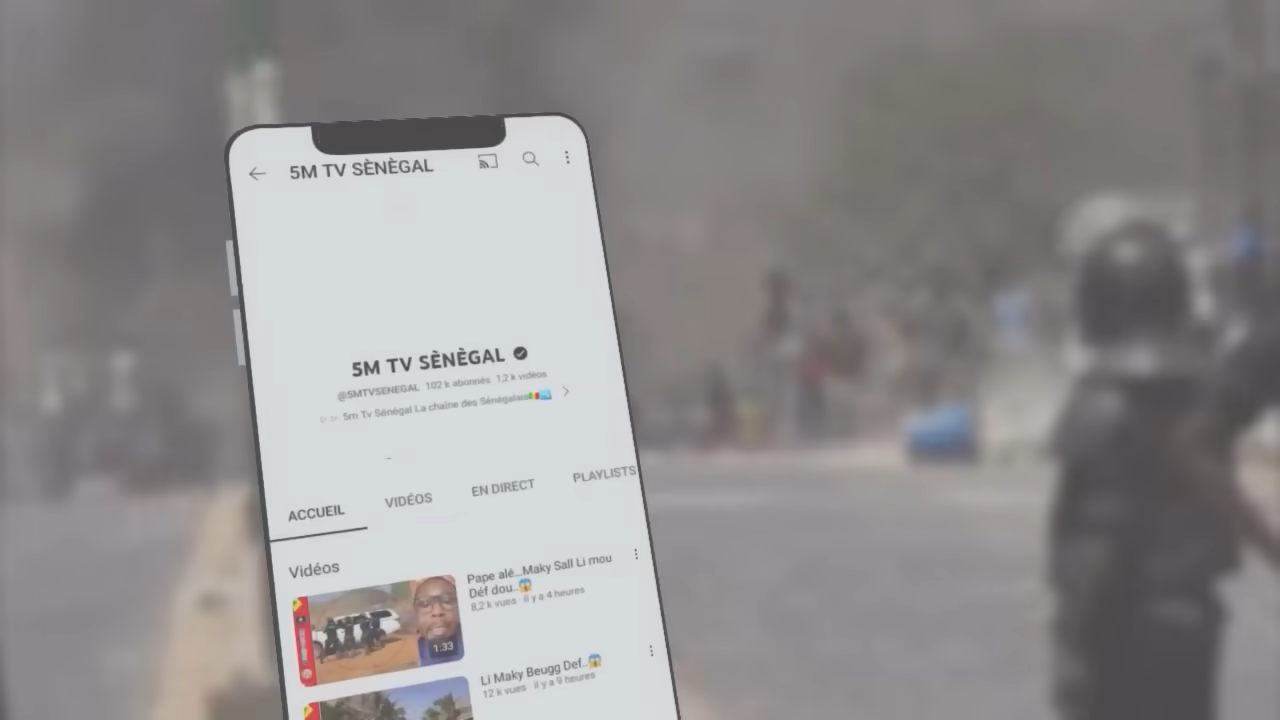 5M TV SÈNÈGAL
5M TV SÈNÈGAL
@5MTVSENEGAL 102 k abonnés 1,2 k vidéos
5m Tv Sénégal La chaine des Sénégalais
ACCUEIL VIDÉOS EN DIRECT PLAYLISTS
Vidéos
Pape alé...Maky Sall Li mou
Déf dou..😱
8,2 k vues · il y a 4 heures
1:33
Li Maky Beugg Def..😱
12 k vues · il y a 9 heures